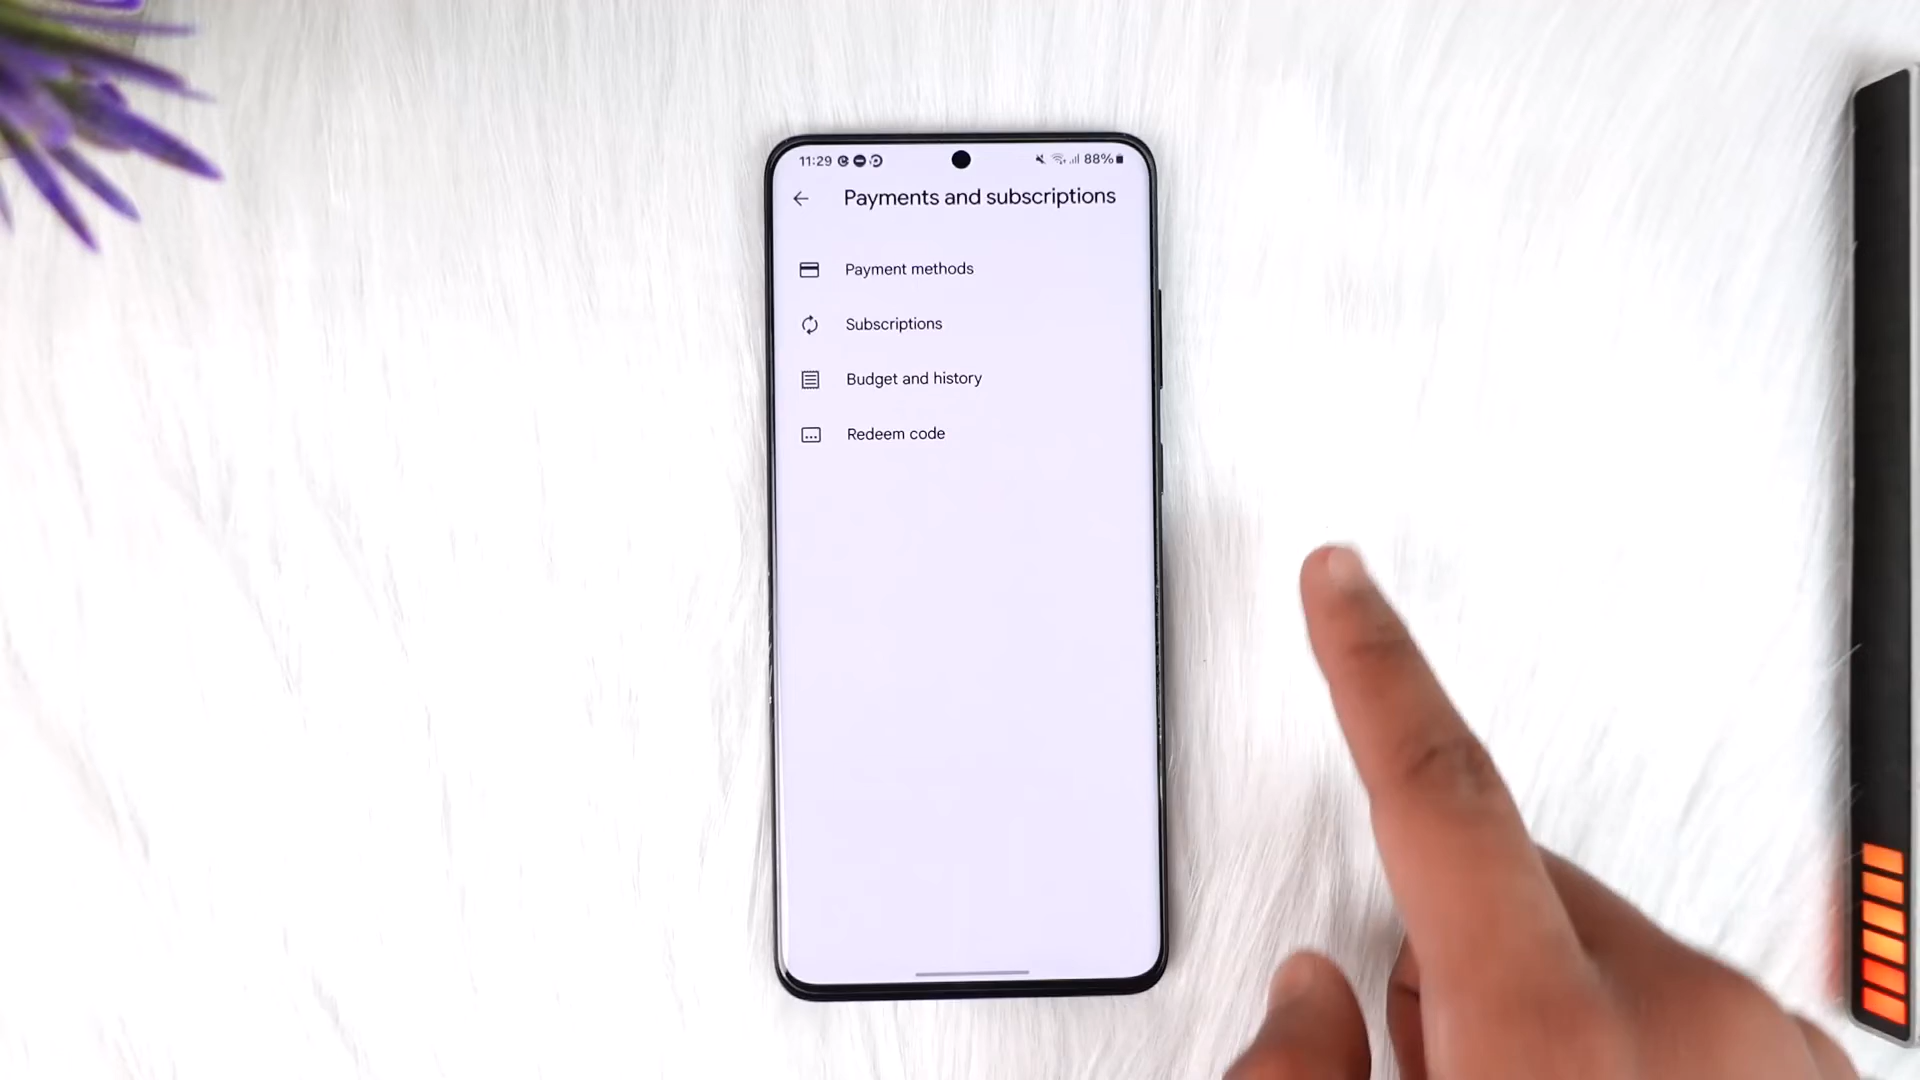 11:29 88%
Payments and subscriptions
Payment methods
Subscriptions
Budget and history
Redeem code